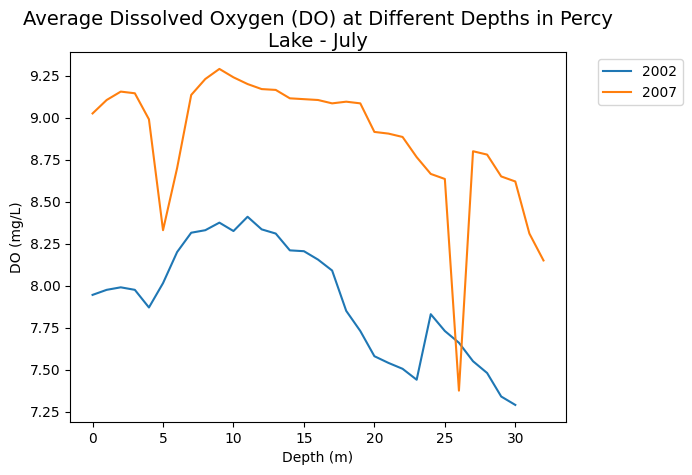 Average Dissolved Oxygen (DO) at Different Depths in Percy
Lake - July
2002
2007
DO (mg/L)
9.25
9.00
8.75
8.50
8.25
8.00
7.75
7.50
7.25
0 5 10 15 20 25 30
Depth (m)